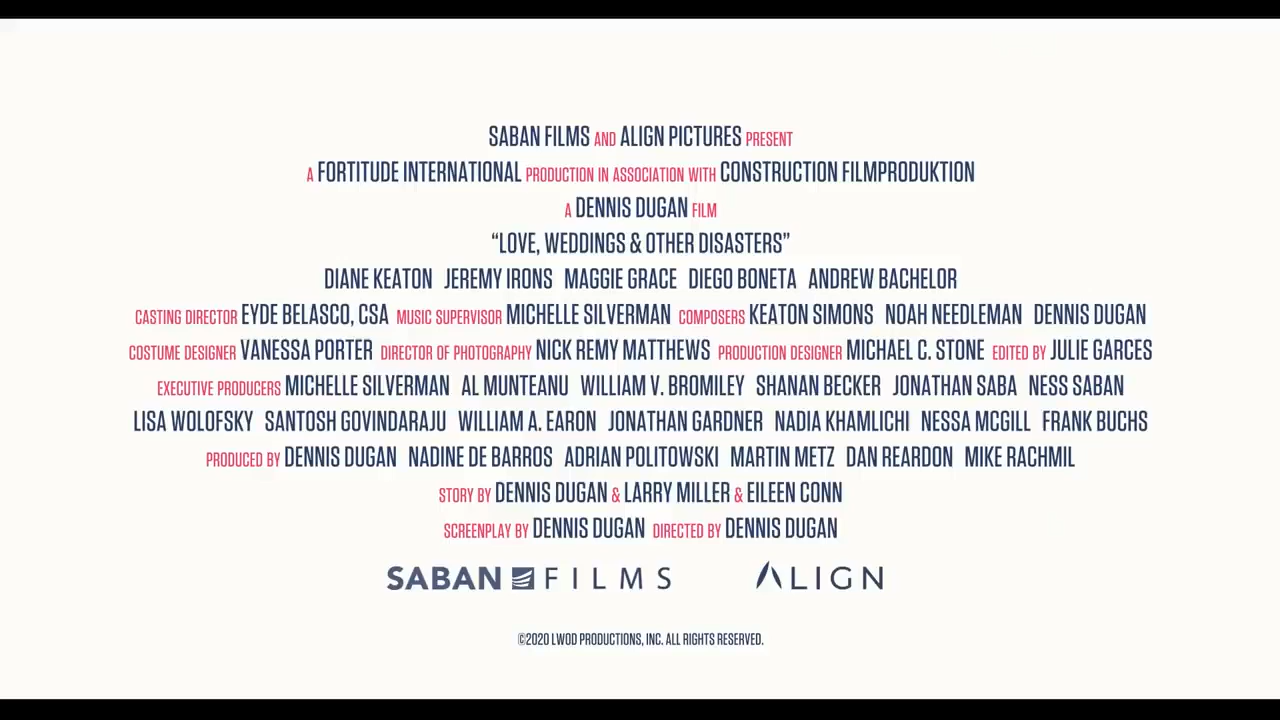 SABAN FILMS AND ALIGN PICTURES PRESENT
A FORTITUDE INTERNATIONAL PRODUCTION IN ASSOCIATION WITH CONSTRUCTION FILMPRODUKTION
A DENNIS DUGAN FILM
“LOVE, WEDDINGS & OTHER DISASTERS”
DIANE KEATON JEREMY IRONS MAGGIE GRACE DIEGO BONETA ANDREW BACHELOR
CASTING DIRECTOR EYDE BELASCO, CSA MUSIC SUPERVISOR MICHELLE SILVERMAN COMPOSERS KEATON SIMONS NOAH NEEDLEMAN DENNIS DUGAN
COSTUME DESIGNER VANESSA PORTER DIRECTOR OF PHOTOGRAPHY NICK REMY MATTHEWS PRODUCTION DESIGNER MICHAEL C. STONE EDITED BY JULIE GARCES
EXECUTIVE PRODUCERS MICHELLE SILVERMAN AL MUNTEANU WILLIAM V. BROMILEY SHANAN BECKER JONATHAN SABA NESS SABAN
LISA WOLOFSKY SANTOSH GOVINDARAJU WILLIAM A. EARON JONATHAN GARDNER NADIA KHAMLICHI NESSA MCGILL FRANK BUCHS
PRODUCED BY DENNIS DUGAN NADINE DE BARROS ADRIAN POLITOWSKI MARTIN METZ DAN REARDON MIKE RACHMIL
STORY BY DENNIS DUGAN & LARRY MILLER & EILEEN CONN
SCREENPLAY BY DENNIS DUGAN DIRECTED BY DENNIS DUGAN
SABAN FILMS ALIGN
©2020 LWOD PRODUCTIONS, INC. ALL RIGHTS RESERVED.